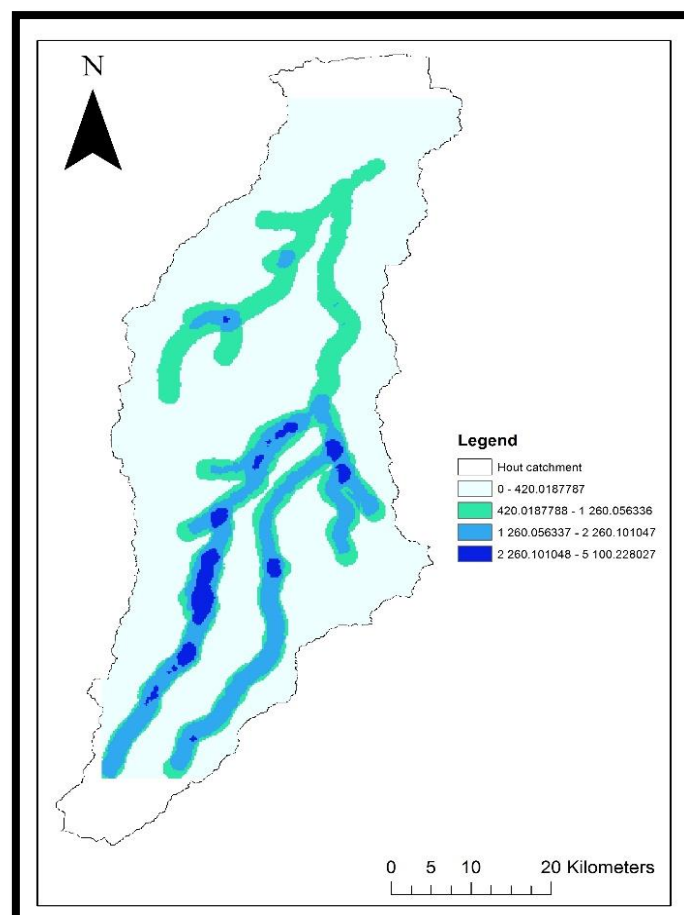 N
Legend
Hout catchment
0 - 420.0187787
420.0187788 - 1 260.056336
1 260.056337 - 2 260.101047
2 260.101048 - 5 100.228027
0 5 10 20 Kilometers